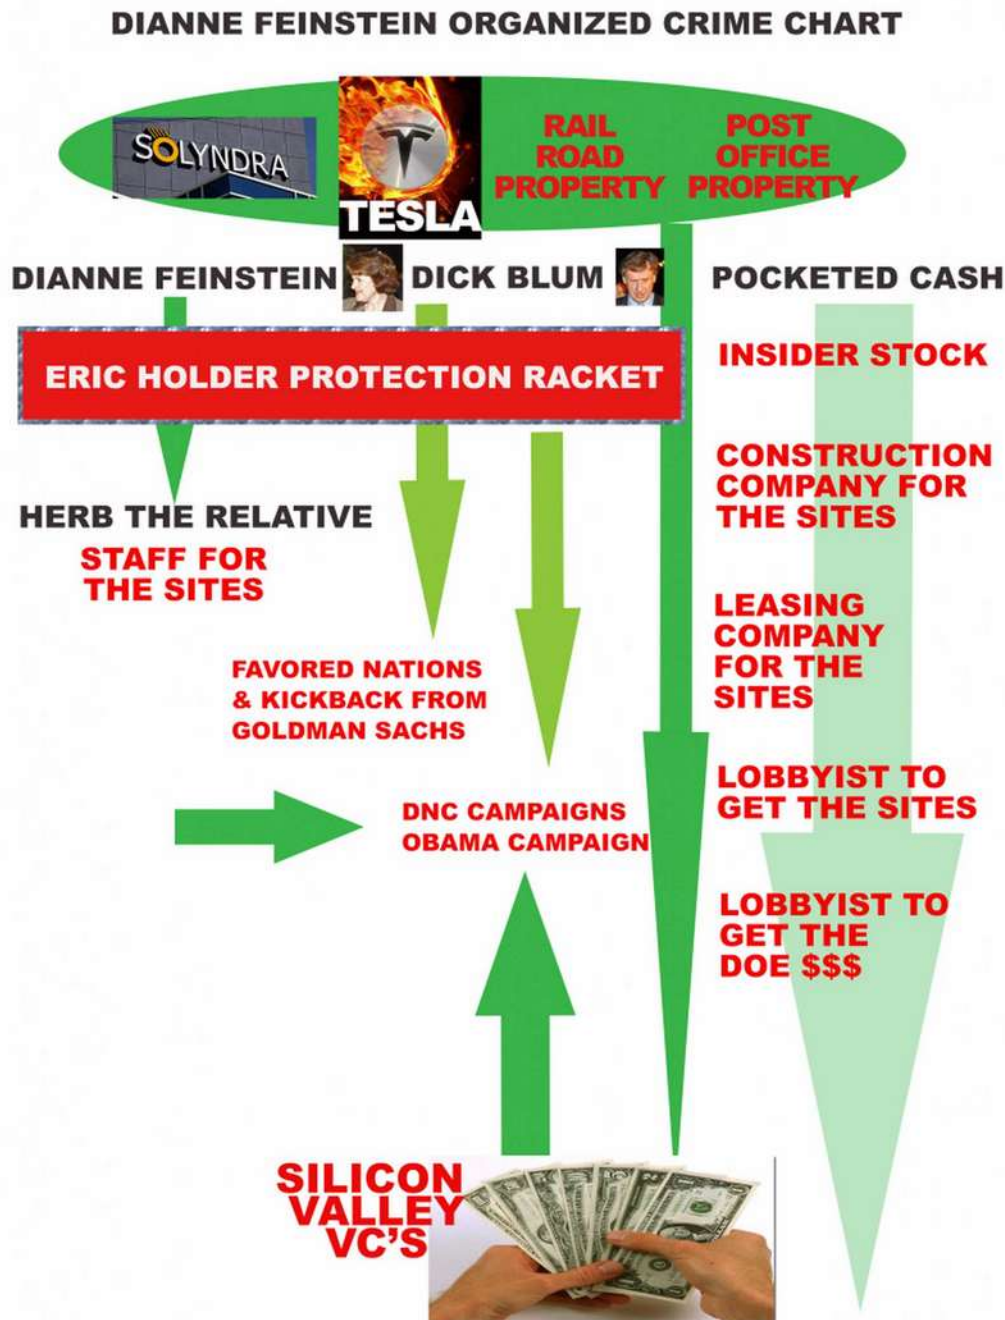 DIANNE FEINSTEIN ORGANIZED CRIME CHART
SOLYNDRA
TESLA
RAIL
ROAD
PROPERTY
POST
OFFICE
PROPERTY
DIANNE FEINSTEIN
DICK BLUM
POCKETED CASH
ERIC HOLDER PROTECTION RACKET
INSIDER STOCK
CONSTRUCTION
COMPANY FOR
THE SITES
HERB THE RELATIVE
STAFF FOR
THE SITES
LEASING
COMPANY
FOR THE
SITES
FAVORED NATIONS
& KICKBACK FROM
GOLDMAN SACHS
LOBBYIST TO
GET THE SITES
DNC CAMPAIGNS
OBAMA CAMPAIGN
LOBBYIST TO
GET THE
DOE $$$
SILICON
VALLEY
VC'S